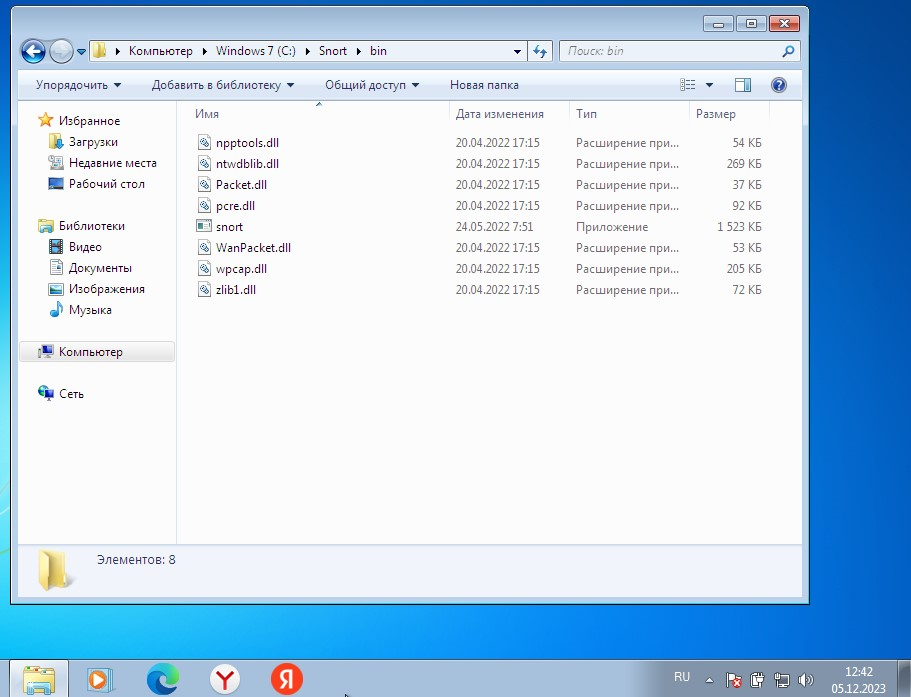 Компьютер Windows 7 (C:) Snort bin Поиск: bin
Упорядочить Добавить в библиотеку Общий доступ Новая папка
Избранное
Загрузки
Недавние места
Рабочий стол
Библиотеки
Видео
Документы
Изображения
Музыка
Компьютер
Сеть
Имя Дата изменения Тип Размер
npptools.dll 20.04.2022 17:15 Расширение при... 54 КБ
ntwdblib.dll 20.04.2022 17:15 Расширение при... 269 КБ
Packet.dll 20.04.2022 17:15 Расширение при... 37 КБ
pcre.dll 20.04.2022 17:15 Расширение при... 92 КБ
snort 24.05.2022 7:51 Приложение 1 523 КБ
WanPacket.dll 20.04.2022 17:15 Расширение при... 53 КБ
wpcap.dll 20.04.2022 17:15 Расширение при... 205 КБ
zlib1.dll 20.04.2022 17:15 Расширение при... 72 КБ
Элементов: 8
Y Я RU 12:42
05.12.2023